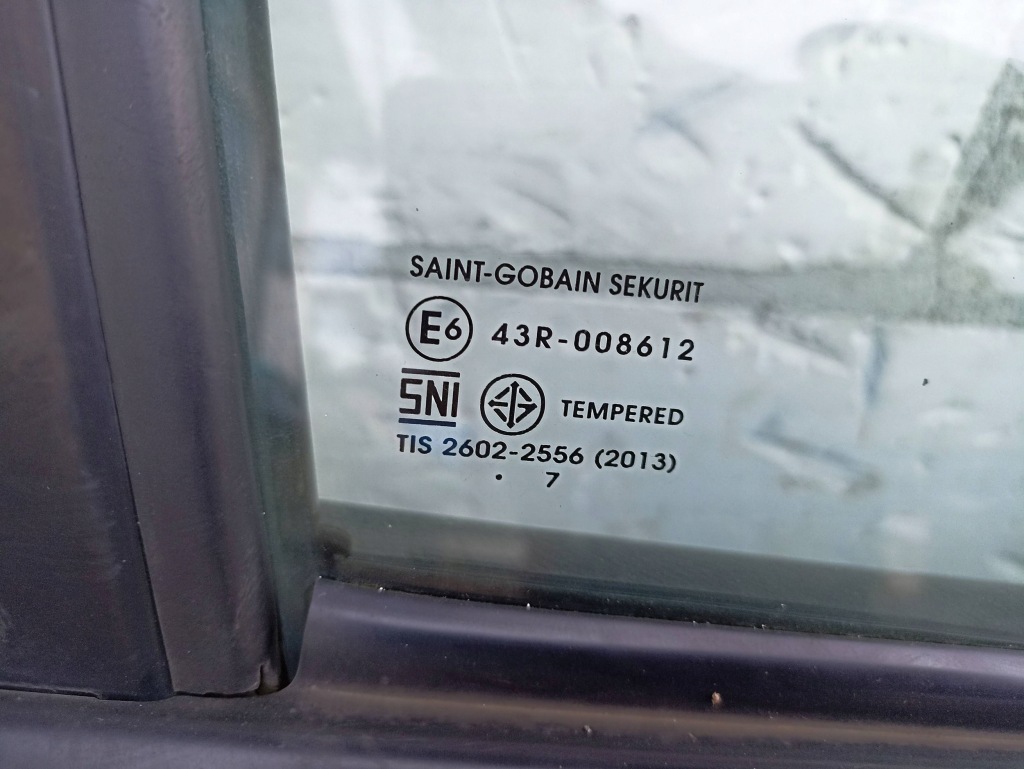 SAINT-GOBAIN SEKURIT
E6 43R-008612
SNI TEMPERED
TIS 2602-2556 (2013)
. 7